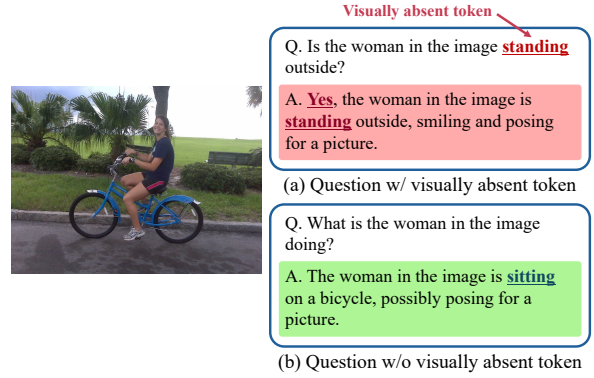 Visually absent token
Q. Is the woman in the image standing
outside?
A. Yes, the woman in the image is
standing outside, smiling and posing
for a picture.
(a) Question w/ visually absent token
Q. What is the woman in the image
doing?
A. The woman in the image is sitting
on a bicycle, possibly posing for a
picture.
(b) Question w/o visually absent token